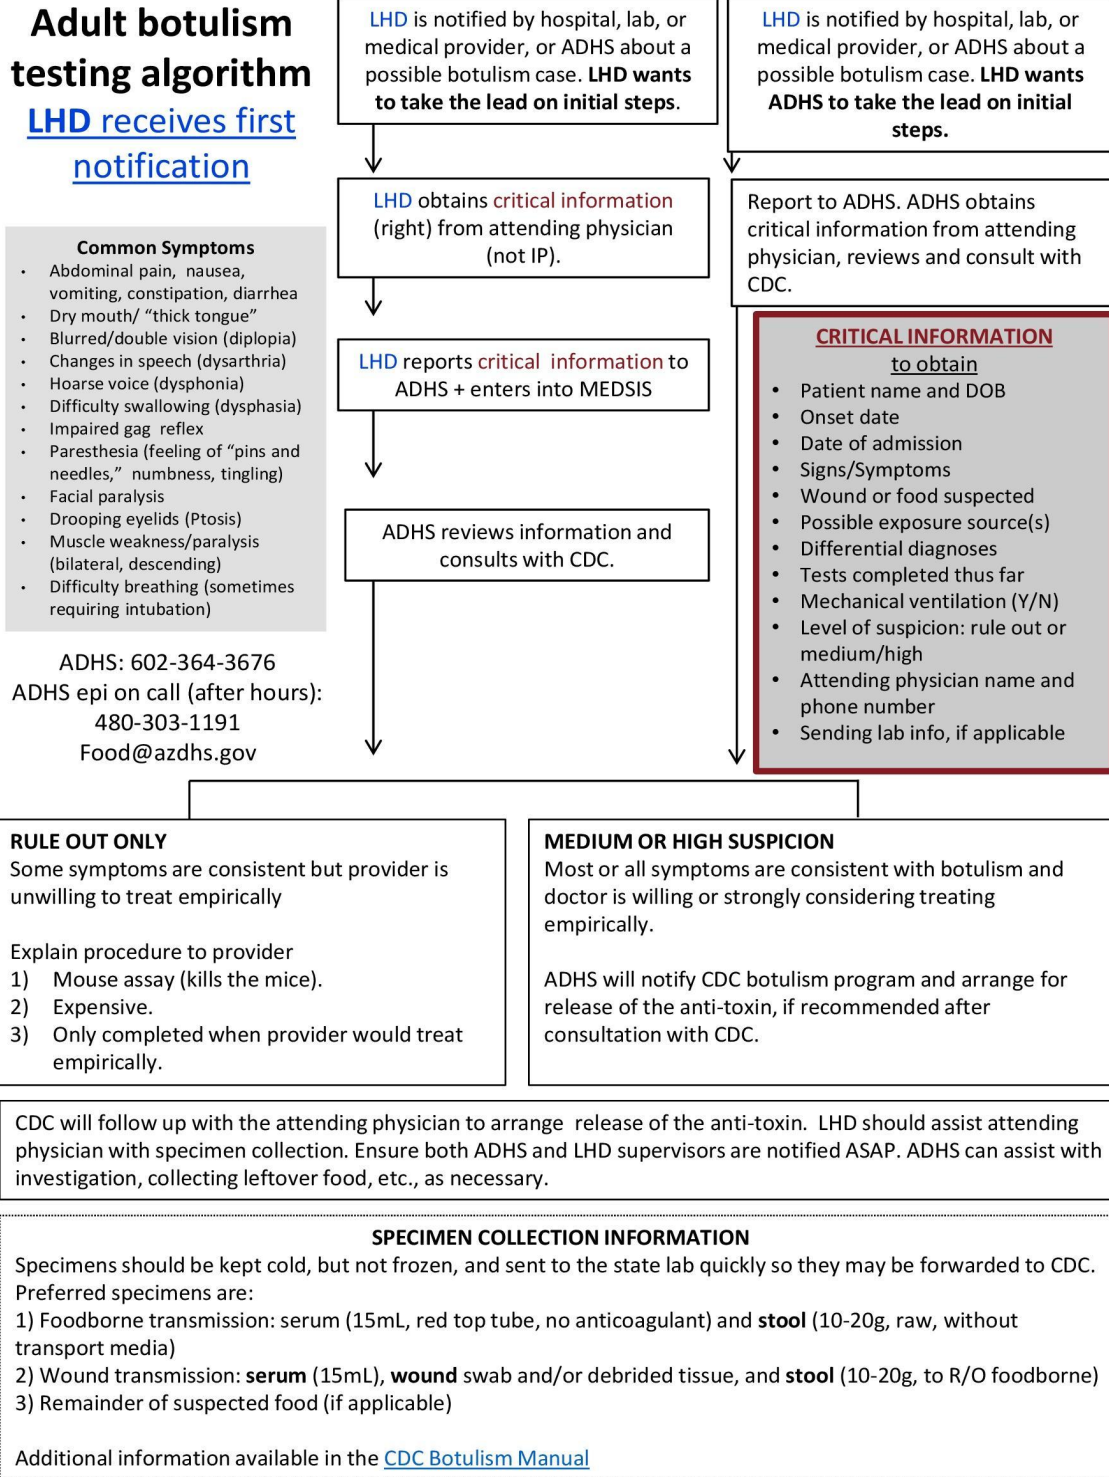 Adult botulism
testing algorithm
LHD receives first
notification
Common Symptoms
• Abdominal pain, nausea,
vomiting, constipation, diarrhea
• Dry mouth/ “thick tongue”
• Blurred/double vision (diplopia)
• Changes in speech (dysarthria)
• Hoarse voice (dysphonia)
• Difficulty swallowing (dysphasia)
• Impaired gag reflex
• Paresthesia (feeling of “pins and
needles,” numbness, tingling)
• Facial paralysis
• Drooping eyelids (Ptosis)
• Muscle weakness/paralysis
(bilateral, descending)
• Difficulty breathing (sometimes
requiring intubation)
ADHS: 602-364-3676
ADHS epi on call (after hours):
480-303-1191
Food@azdhs.gov
LHD is notified by hospital, lab, or
medical provider, or ADHS about a
possible botulism case. LHD wants
to take the lead on initial steps.
LHD obtains critical information
(right) from attending physician
(not IP).
LHD reports critical information to
ADHS + enters into MEDSIS
ADHS reviews information and
consults with CDC.
LHD is notified by hospital, lab, or
medical provider, or ADHS about a
possible botulism case. LHD wants
ADHS to take the lead on initial
steps.
Report to ADHS. ADHS obtains
critical information from attending
physician, reviews and consult with
CDC.
CRITICAL INFORMATION
to obtain
• Patient name and DOB
• Onset date
• Date of admission
• Signs/Symptoms
• Wound or food suspected
• Possible exposure source(s)
• Differential diagnoses
• Tests completed thus far
• Mechanical ventilation (Y/N)
• Level of suspicion: rule out or
medium/high
• Attending physician name and
phone number
• Sending lab info, if applicable
RULE OUT ONLY
Some symptoms are consistent but provider is
unwilling to treat empirically
Explain procedure to provider
1) Mouse assay (kills the mice).
2) Expensive.
3) Only completed when provider would treat
empirically.
MEDIUM OR HIGH SUSPICION
Most or all symptoms are consistent with botulism and
doctor is willing or strongly considering treating
empirically.
ADHS will notify CDC botulism program and arrange for
release of the anti-toxin, if recommended after
consultation with CDC.
CDC will follow up with the attending physician to arrange release of the anti-toxin. LHD should assist attending
physician with specimen collection. Ensure both ADHS and LHD supervisors are notified ASAP. ADHS can assist with
investigation, collecting leftover food, etc., as necessary.
SPECIMEN COLLECTION INFORMATION
Specimens should be kept cold, but not frozen, and sent to the state lab quickly so they may be forwarded to CDC.
Preferred specimens are:
1) Foodborne transmission: serum (15mL, red top tube, no anticoagulant) and stool (10-20g, raw, without
transport media)
2) Wound transmission: serum (15mL), wound swab and/or debrided tissue, and stool (10-20g, to R/O foodborne)
3) Remainder of suspected food (if applicable)
Additional information available in the CDC Botulism Manual